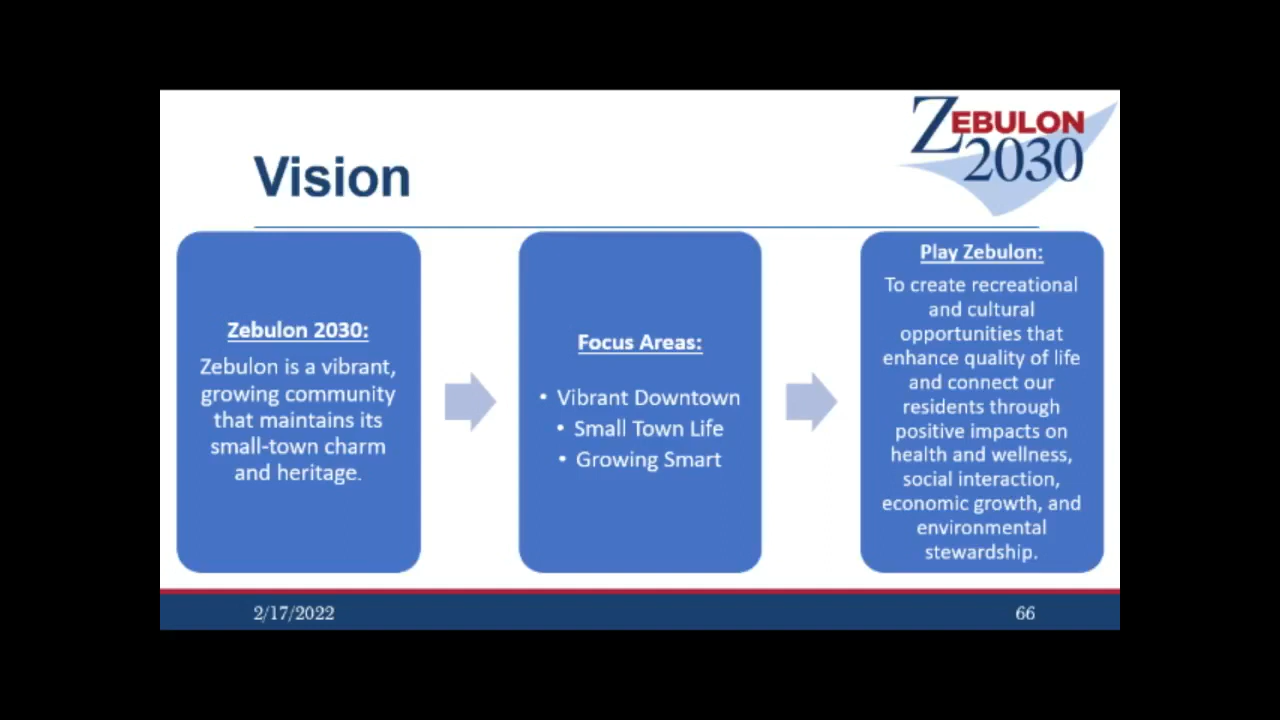 ZEBULON
2030
Vision
Zebulon 2030:
Zebulon is a vibrant,
growing community
that maintains its
small-town charm
and heritage.
Focus Areas:
• Vibrant Downtown
• Small Town Life
• Growing Smart
Play Zebulon:
To create recreational
and cultural
opportunities that
enhance quality of life
and connect our
residents through
positive impacts on
health and wellness,
social interaction,
economic growth, and
environmental
stewardship.
2/17/2022
66